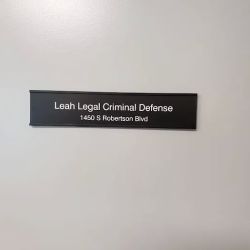 Leah Legal Criminal Defense
1450 S Robertson Blvd